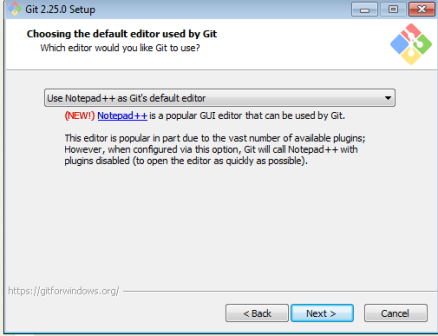 Git 2.25.0 Setup
Choosing the default editor used by Git
Which editor would you like Git to use?
Use Notepad++ as Git's default editor
(NEW!) Notepad++ is a popular GUI editor that can be used by Git.
This editor is popular in part due to the vast number of available plugins;
However, when configured via this option, Git will call Notepad++ with
plugins disabled (to open the editor as quickly as possible).
https://gitforwindows.org/
< Back
Next >
Cancel